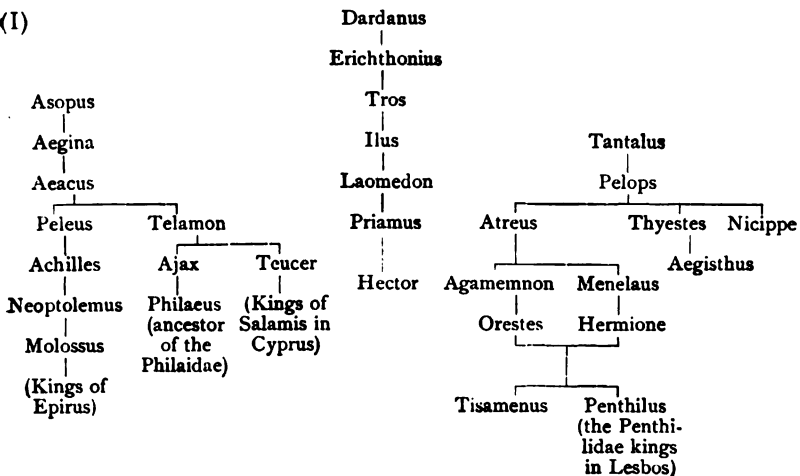 (I)
Dardanus
Erichthonius
Asopus
Tros
Aegina
Ilus
Tantalus
Aeacus
Laomedon
Pelops
Peleus
Telamon
Priamus
Atreus
Thyestes
Nicippe
Achilles
Ajax
Teucer
Hector
Agamemnon
Menelaus
Aegisthus
Neoptolemus
Philaeus
(ancestor
of the
Philaidae)
(Kings of
Salamis in
Cyprus)
Orestes
Hermione
Molossus
(Kings of
Epirus)
Tisamenus
Penthilus
(the Penthi-
lidae kings
in Lesbos)